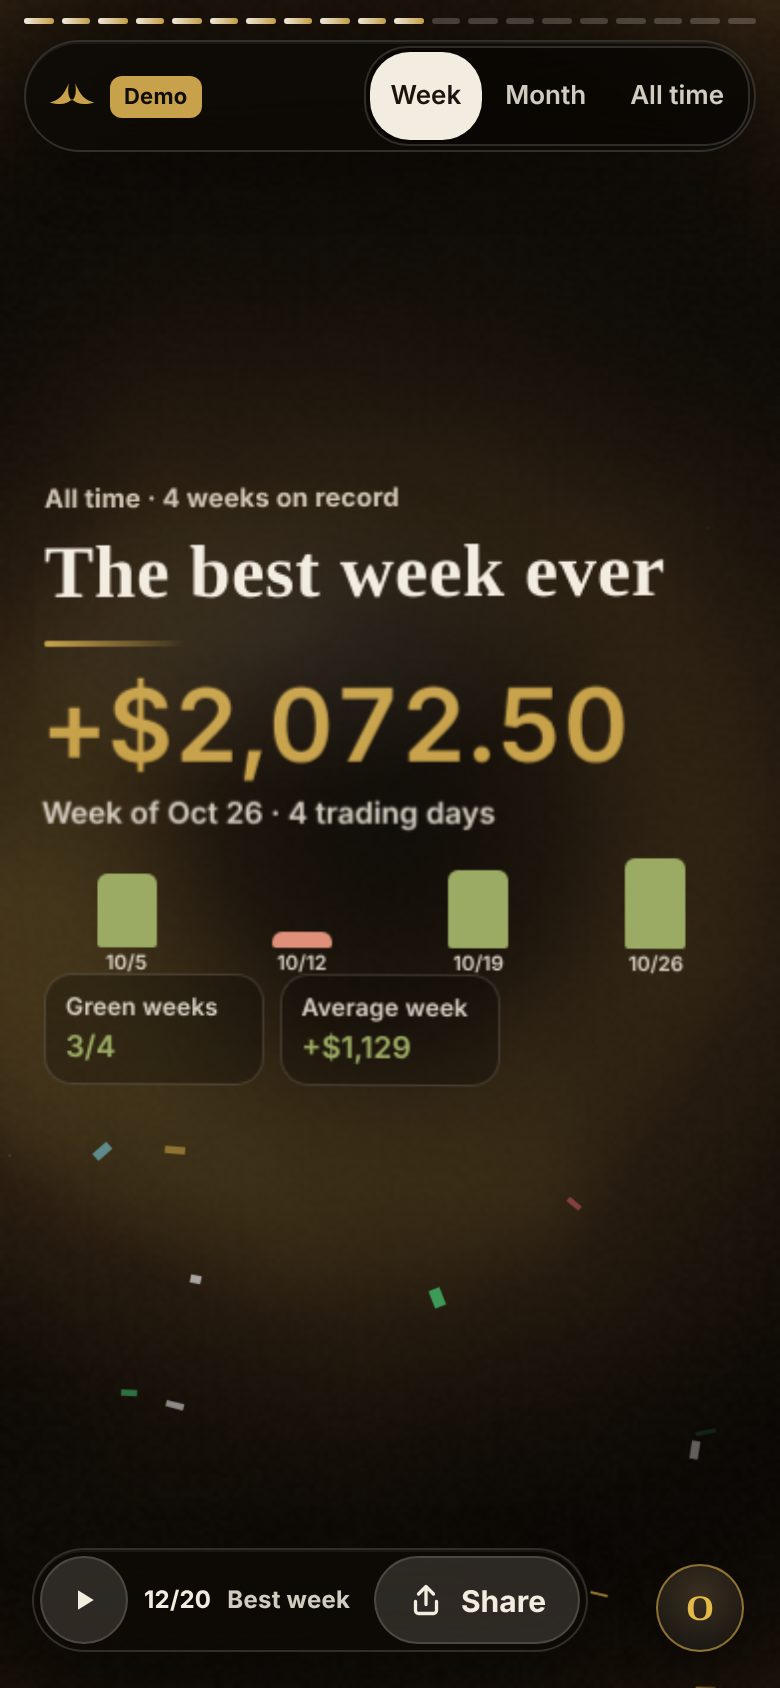 Demo
Week Month All time
All time · 4 weeks on record
The best week ever
+$2,072.50
Week of Oct 26 · 4 trading days
10/5 10/12 10/19 10/26
Green weeks
3/4
Average week
+$1,129
12/20 Best week Share
O